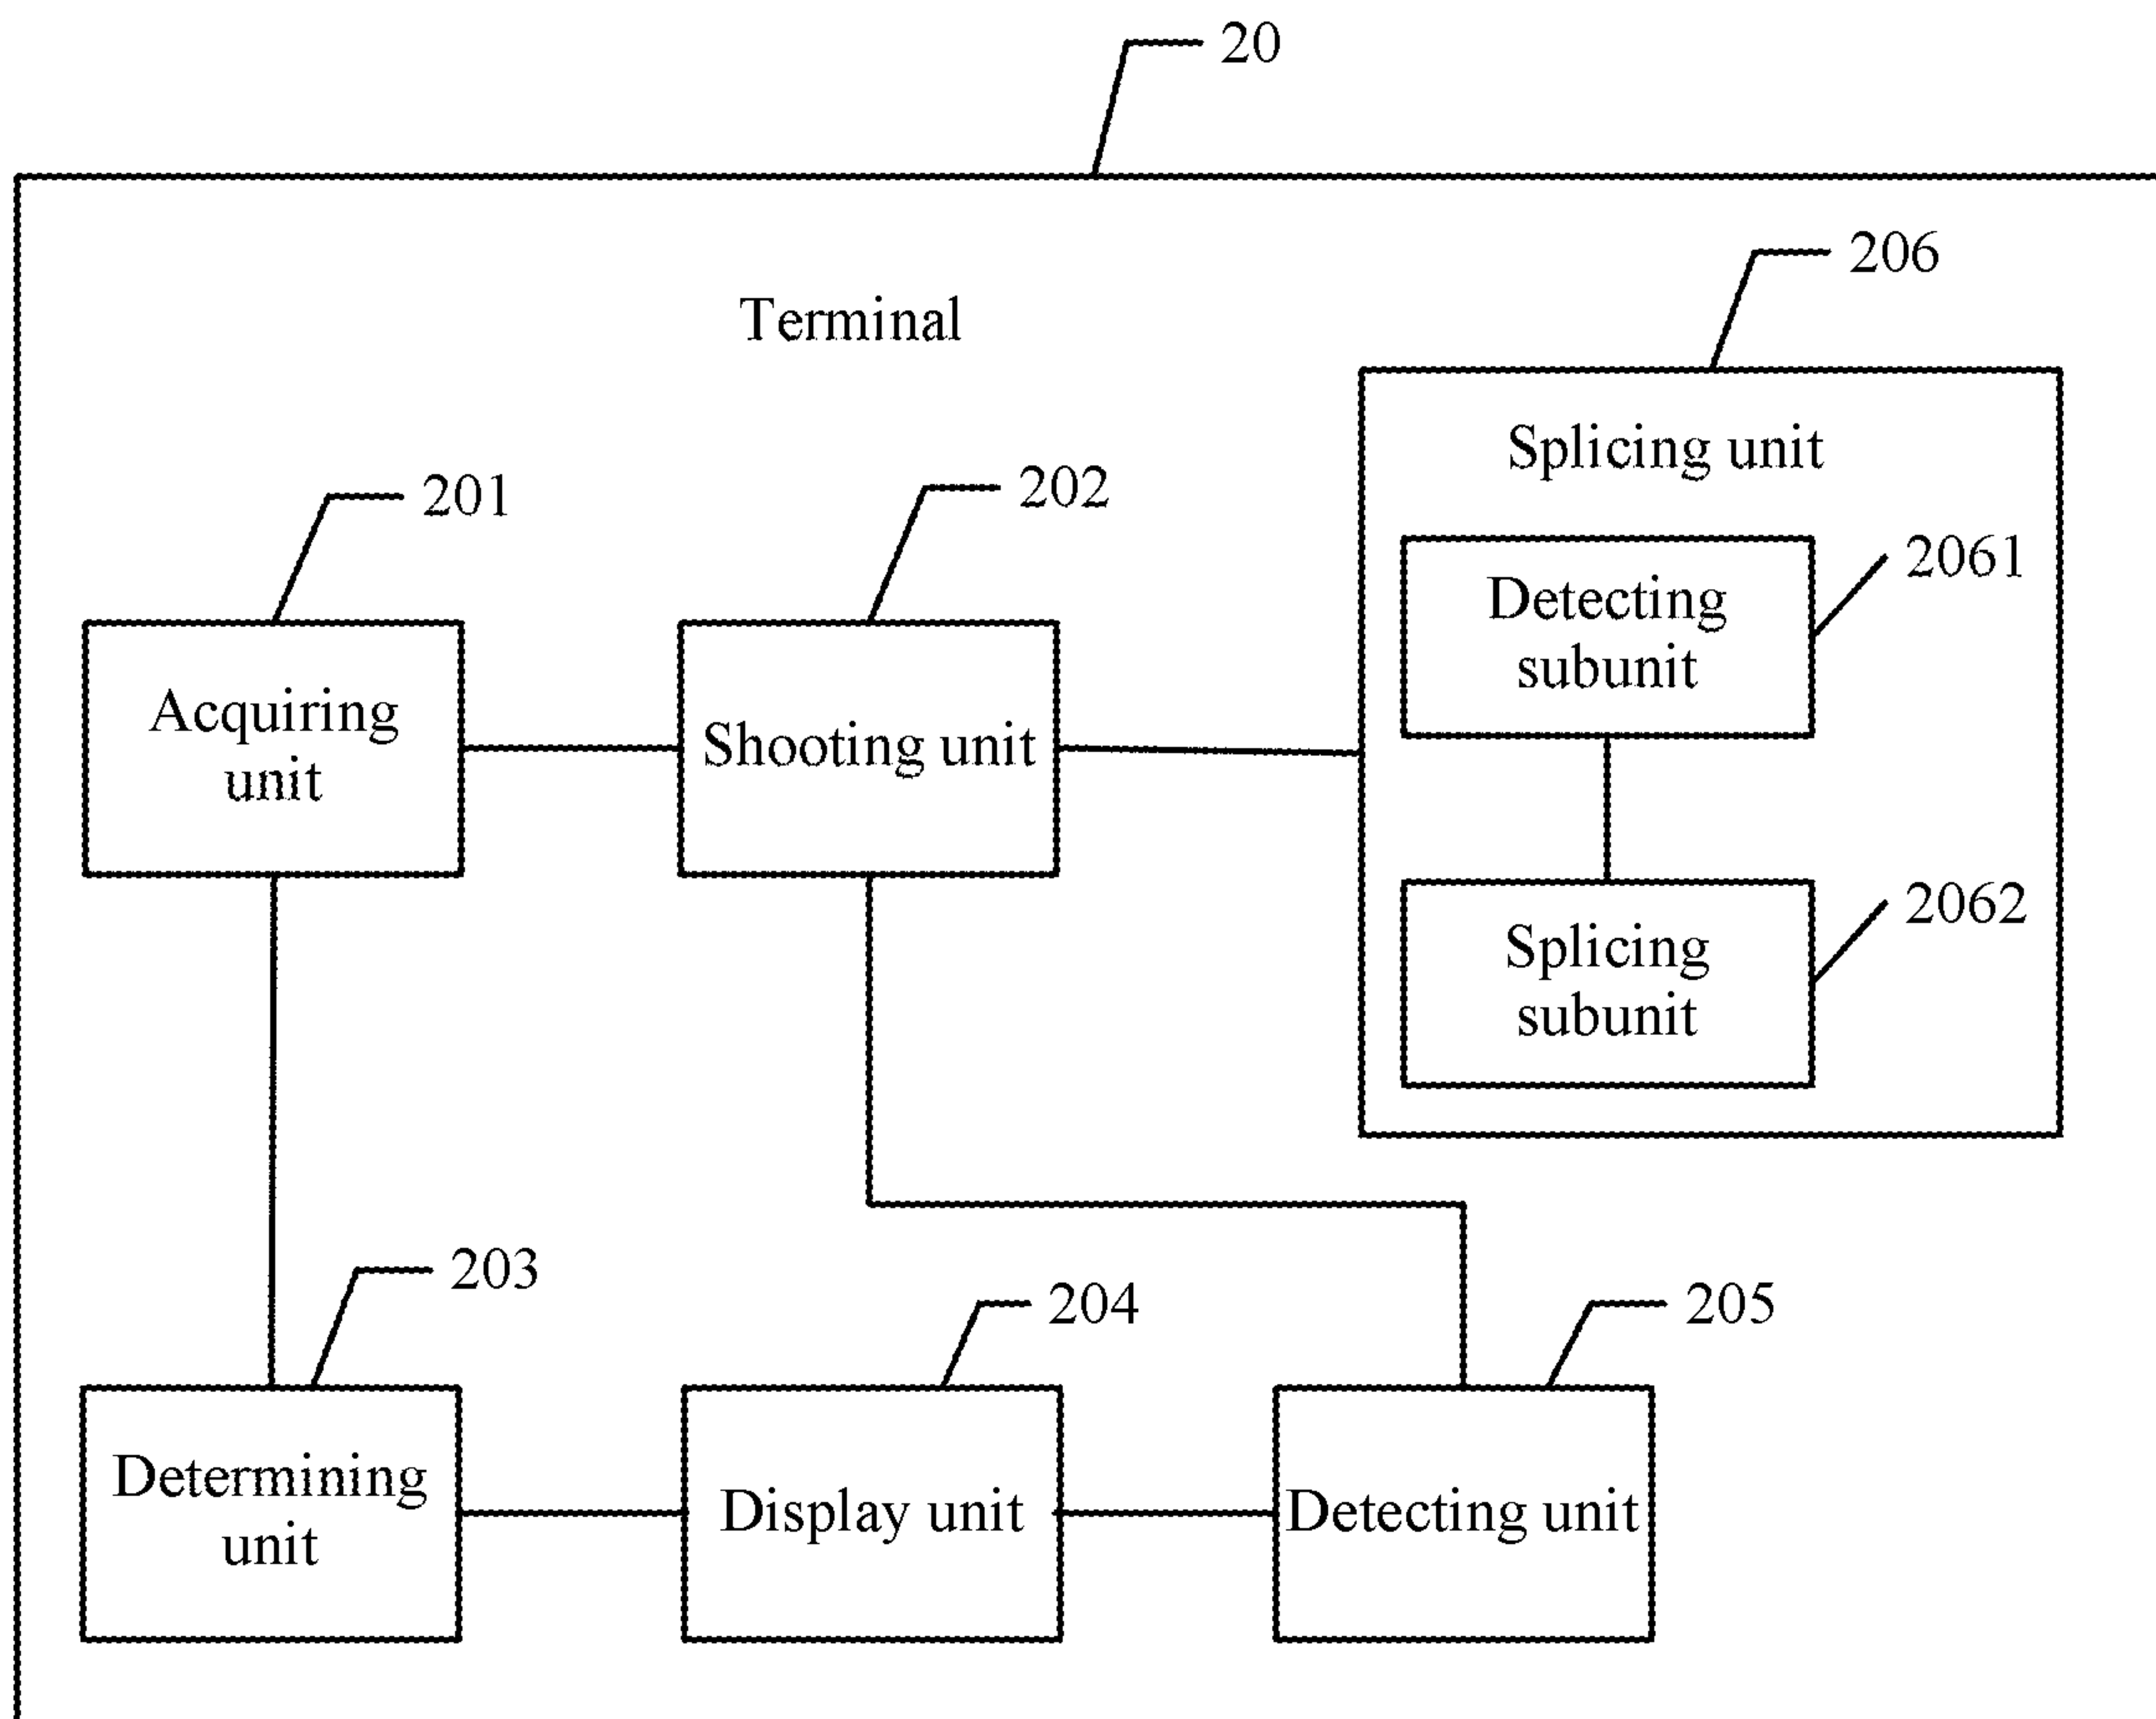 20
Terminal
206
Splicing unit
201
202
2061
Detecting
subunit
Acquiring
unit
Shooting unit
2062
Splicing
subunit
203
204
205
Determining
unit
Display unit
Detecting unit